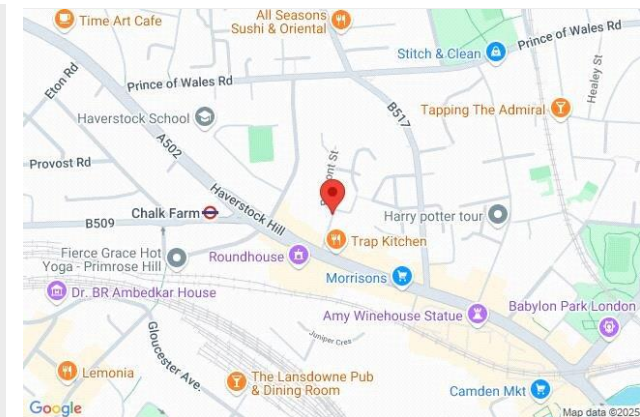 Time Art Cafe
All Seasons
Sushi & Oriental
Stitch & Clean
Prince of Wales Rd
Healey St
Eton Rd
Prince of Wales Rd
B517
Tapping The Admiral
Haverstock School
A502
Provost Rd
Haverstock Hill
Chalk Farm
Harry potter tour
B509
Trap Kitchen
Fierce Grace Hot
Yoga - Primrose Hill
Roundhouse
Morrisons
Dr. BR Ambedkar House
Amy Winehouse Statue
Babylon Park London
Gloucester Ave.
Juniper Cres
Lemonia
The Lansdowne Pub
& Dining Room
Camden Mkt
Google
Map data ©2025